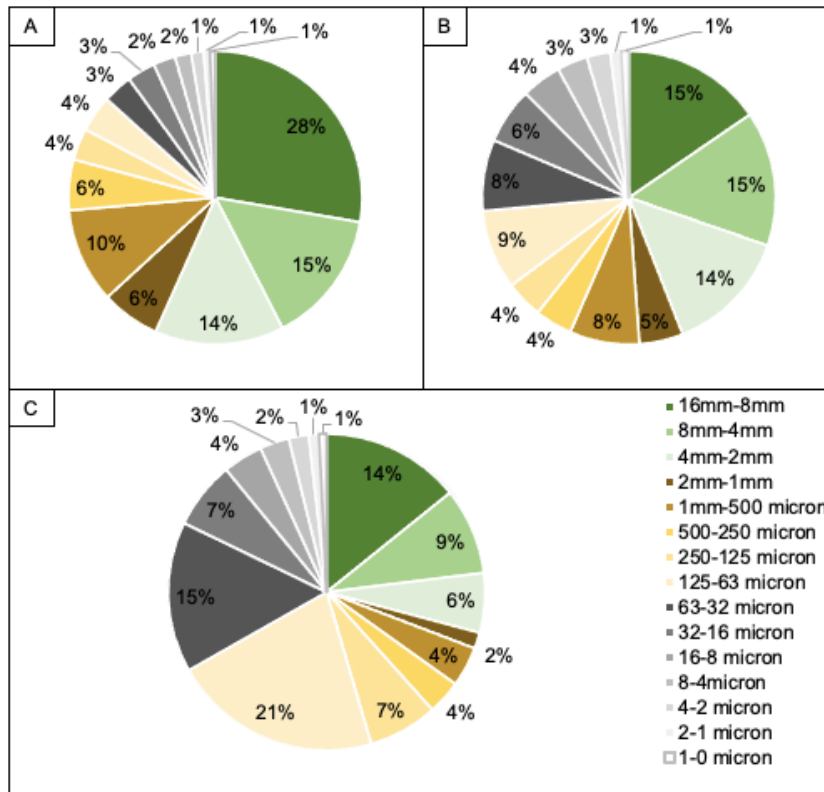 A
3%
3%
2%
2%
1%
1%
1%
3%
4%
4%
6%
10%
6%
14%
15%
28%
B
4%
3%
3%
1%
1%
6%
8%
9%
4%
4%
8%
5%
14%
15%
15%
C
4%
3%
2%
1%
1%
7%
15%
21%
7%
4%
4%
2%
6%
9%
14%
16mm-8mm
8mm-4mm
4mm-2mm
2mm-1mm
1mm-500 micron
500-250 micron
250-125 micron
125-63 micron
63-32 micron
32-16 micron
16-8 micron
8-4micron
4-2 micron
2-1 micron
1-0 micron